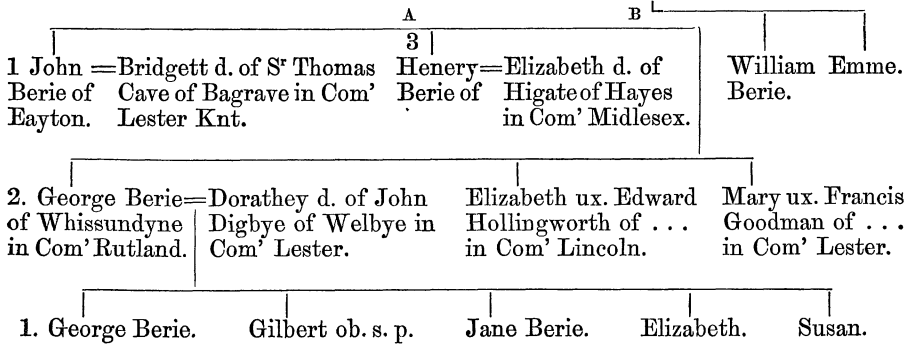 A B
3
1 John = Bridgett d. of Sʳ Thomas Henery = Elizabeth d. of William Emme.
Berie of Cave of Bagrave in Com' Berie of Higate of Hayes Berie.
Eayton. Lester Knt. in Com' Midlesex.
2. George Berie = Dorathey d. of John Elizabeth ux. Edward Mary ux. Francis
of Whissundyne Digbye of Welbye in Hollingworth of . . . Goodman of . . .
in Com' Rutland. Com' Lester. in Com' Lincoln. in Com' Lester.
1. George Berie. Gilbert ob. s. p. Jane Berie. Elizabeth. Susan.